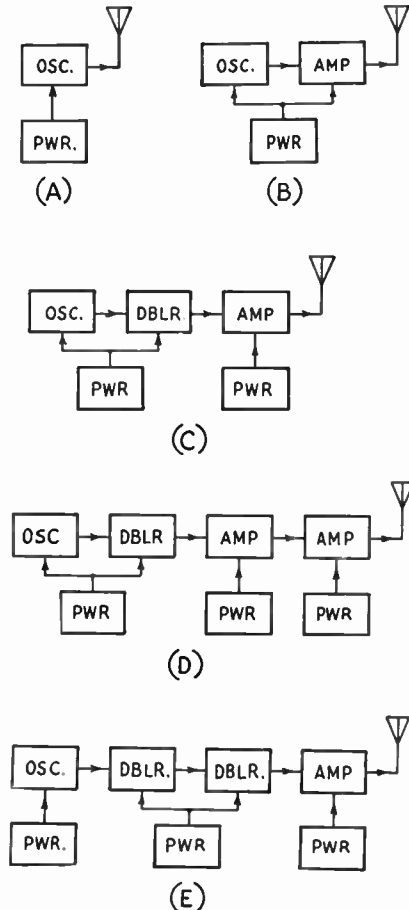 OSC.
PWR.
(A)
OSC. AMP
PWR
(B)
OSC. DBLR AMP
PWR PWR
(C)
OSC DBLR AMP AMP
PWR PWR PWR
(D)
OSC. DBLR. DBLR. AMP
PWR. PWR PWR
(E)